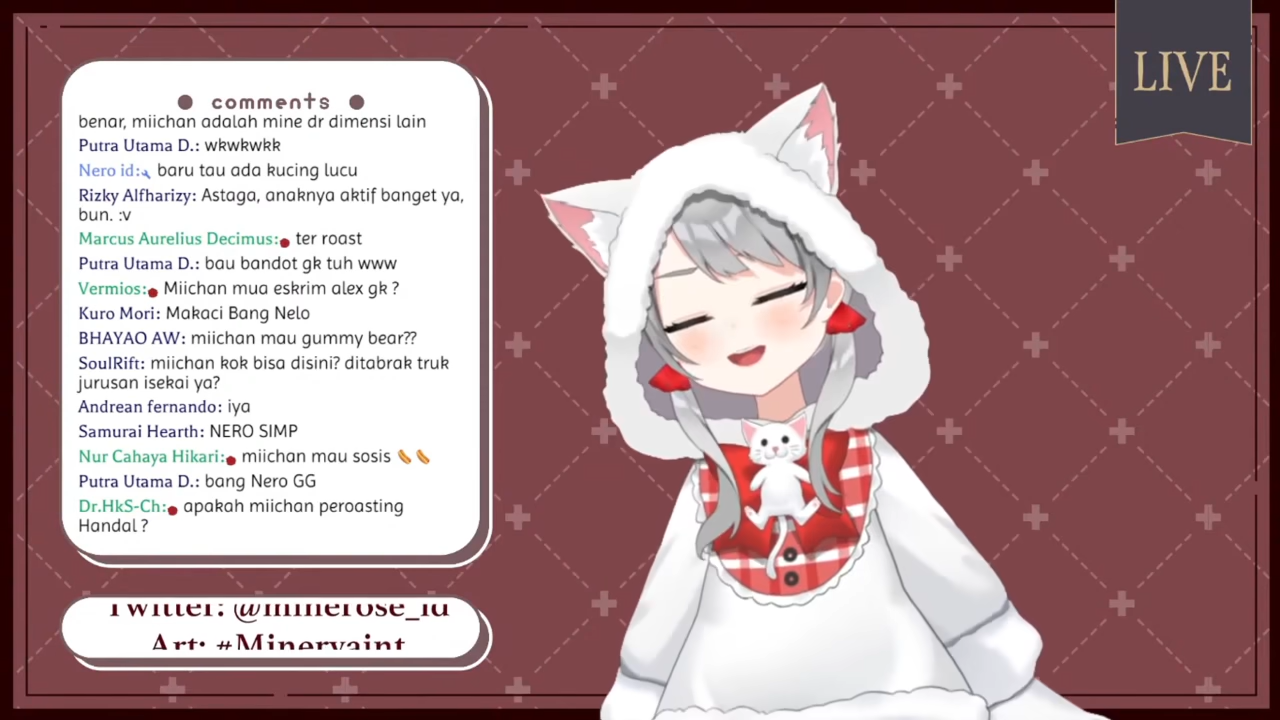 LIVE
comments
benar, miichan adalah mine dr dimensi lain
Putra Utama D.: wkwkwkk
Nero id: baru tau ada kucing lucu
Rizky Alfharizy: Astaga, anaknya aktif banget ya,
bun. :v
Marcus Aurelius Decimus: ter roast
Putra Utama D.: bau bandot gk tuh www
Vermios: Miichan mua eskrim alex gk ?
Kuro Mori: Makaci Bang Nelo
BHAYAO AW: miichan mau gummy bear??
SoulRift: miichan kok bisa disini? ditabrak truk
jurusan isekai ya?
Andrean fernando: iya
Samurai Hearth: NERO SIMP
Nur Cahaya Hikari: miichan mau sosis 🌭🌭
Putra Utama D.: bang Nero GG
Dr.HkS-Ch: apakah miichan peroasting
Handal ?
Twitter: @minerose_id
Art: #Minervaint